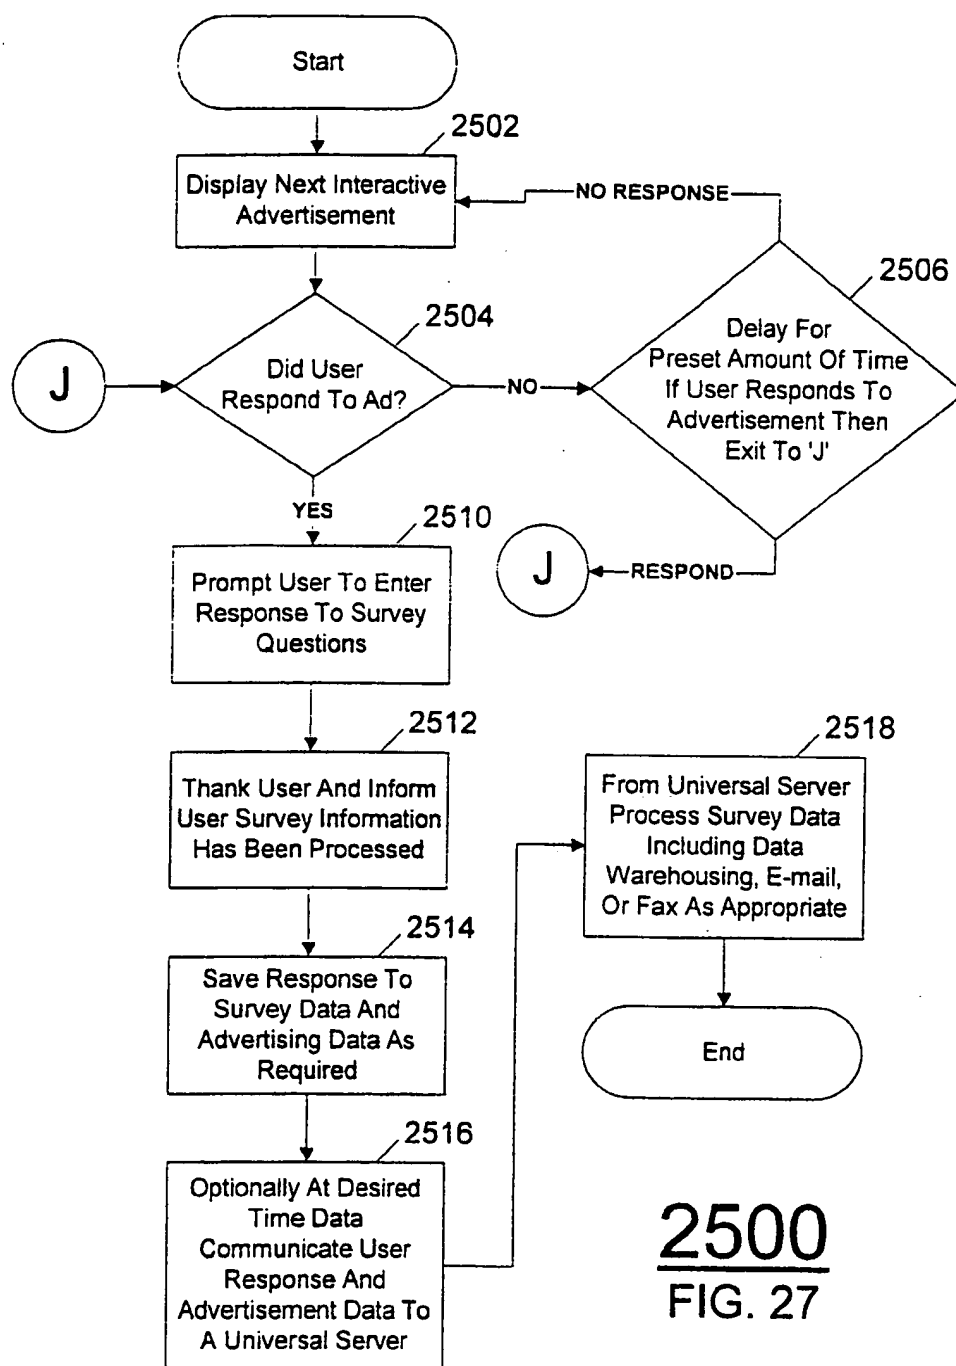 Start
2502
Display Next Interactive
Advertisement
NO RESPONSE
2506
2504
Delay For
Preset Amount Of Time
If User Responds To
Advertisement Then
Exit To 'J'
J
Did User
Respond To Ad?
NO
YES
2510
J
RESPOND
Prompt User To Enter
Response To Survey
Questions
2512
Thank User And Inform
User Survey Information
Has Been Processed
2518
From Universal Server
Process Survey Data
Including Data
Warehousing, E-mail,
Or Fax As Appropriate
2514
Save Response To
Survey Data And
Advertising Data As
Required
End
2516
Optionally At Desired
Time Data
Communicate User
Response And
Advertisement Data To
A Universal Server
2500
FIG. 27